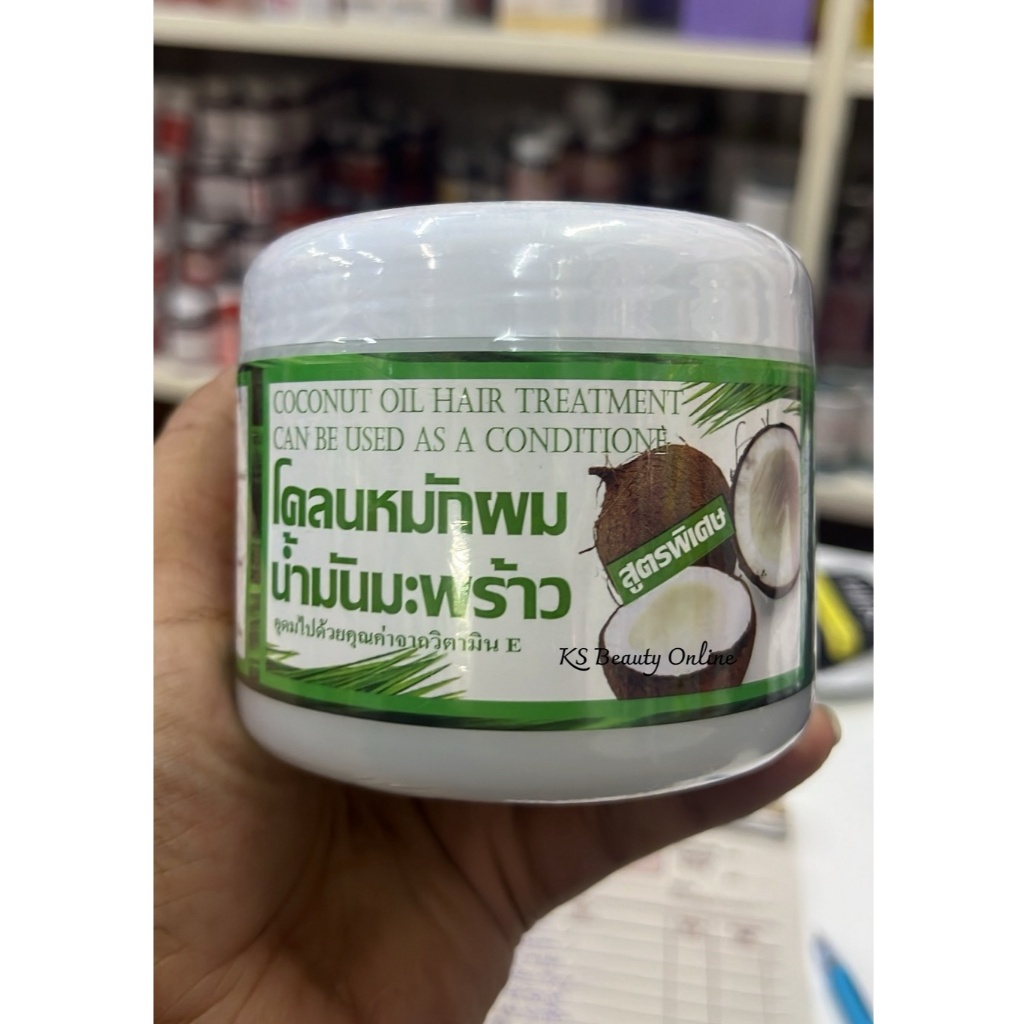 COCONUT OIL HAIR TREATMENT
CAN BE USED AS A CONDITIONE
โคลนหมักผม
น้ำมันมะพร้าว
สูตรพิเศษ
อุดมไปด้วยคุณค่าจากวิตามิน E
KS Beauty Online